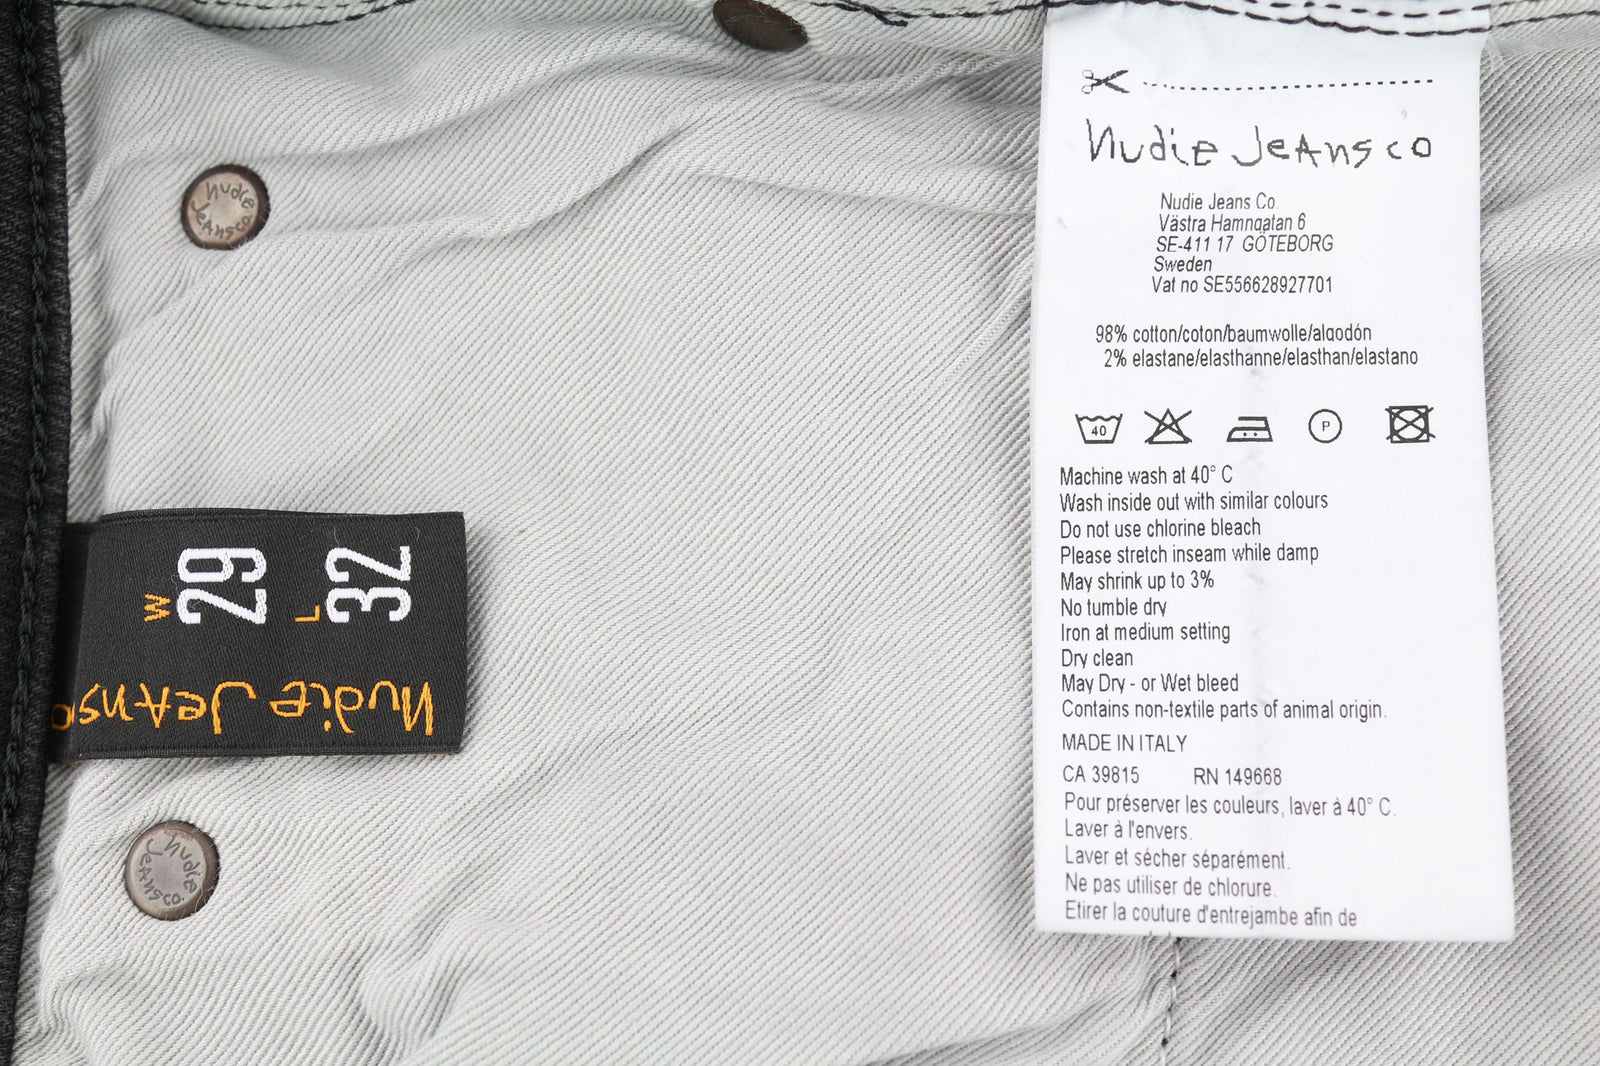 nudie Jeans co
Nudie Jeans Co.
Västra Hamngatan 6
SE-411 17 GÖTEBORG
Sweden
Vat no SE556628927701
98% cotton/coton/baumwolle/algodón
2% elastane/elasthanne/elasthan/elastano
40
P
Machine wash at 40° C
Wash inside out with similar colours
Do not use chlorine bleach
Please stretch inseam while damp
May shrink up to 3%
No tumble dry
Iron at medium setting
Dry clean
May Dry - or Wet bleed
Contains non-textile parts of animal origin.
MADE IN ITALY
CA 39815 RN 149668
Pour préserver les couleurs, laver à 40° C.
Laver à l'envers.
Laver et sécher séparément.
Ne pas utiliser de chlorure.
Etirer la couture d'entrejambe afin de
nudie
Jeans co.
W 29
L 32
nudie Jeans c
nudie
Jeans co.